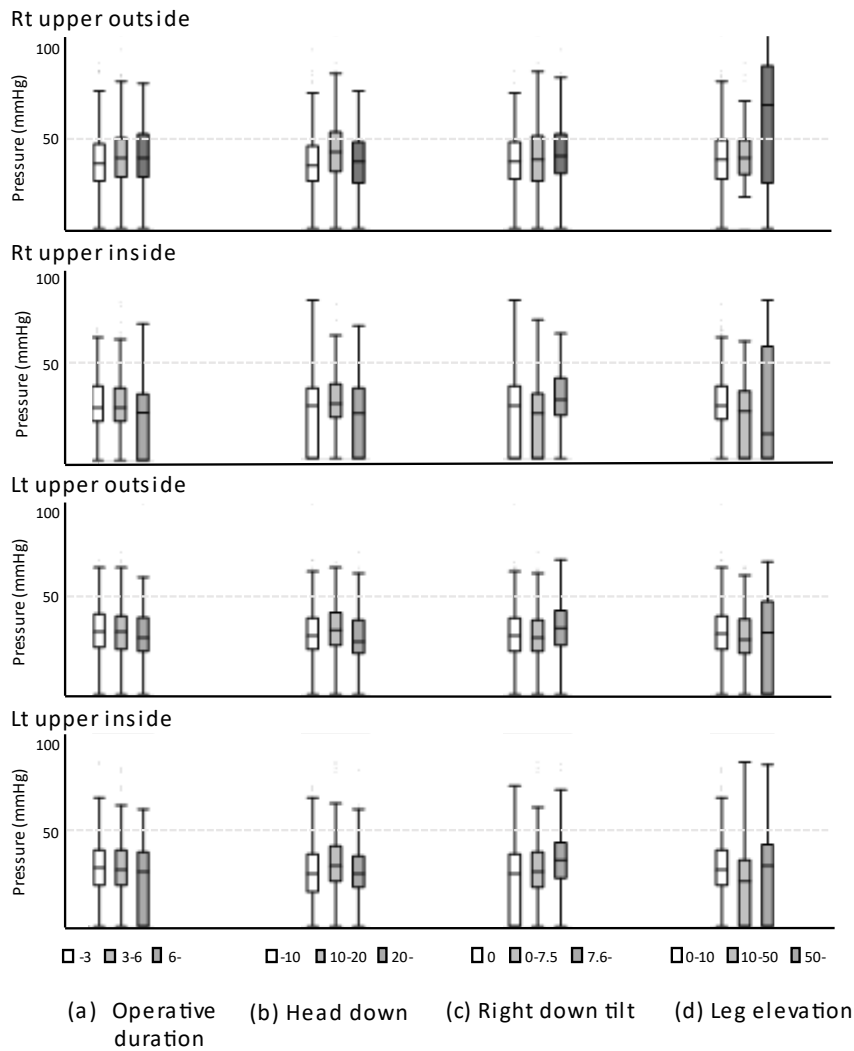 Rt upper outside
Pressure (mmHg)
100
50
Rt upper inside
Pressure (mmHg)
100
50
Lt upper outside
Pressure (mmHg)
100
50
Lt upper inside
Pressure (mmHg)
100
50
-3 3-6 6- -10 10-20 20- 0 0-7.5 7.6- 0-10 10-50 50-
(a) Operative duration (b) Head down (c) Right down tilt (d) Leg elevation